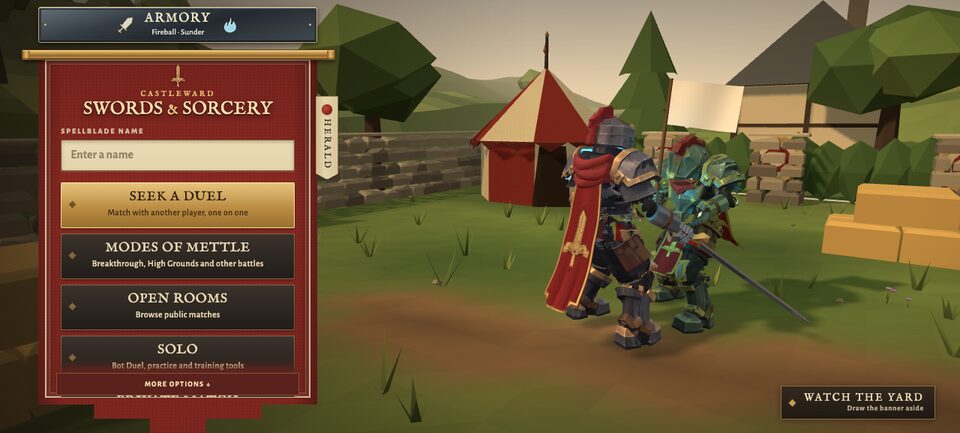 ARMORY
Fireball · Sunder
CASTLEWARD
SWORDS & SORCERY
SPELLBLADE NAME
Enter a name
HERALD
SEEK A DUEL
Match with another player, one on one
MODES OF METTLE
Breakthrough, High Grounds and other battles
OPEN ROOMS
Browse public matches
SOLO
Bot Duel, practice and training tools
MORE OPTIONS ↓
WATCH THE YARD
Draw the banner aside